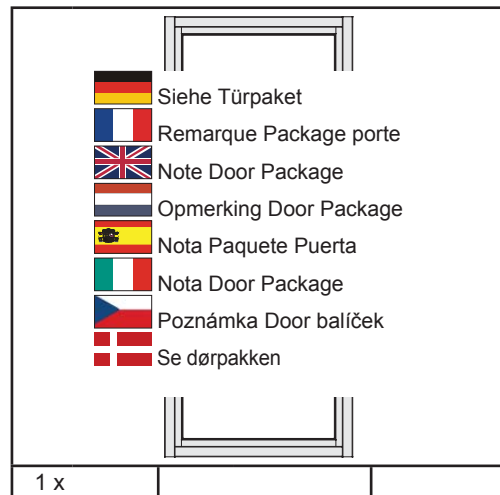 Siehe Türpaket
Remarque Package porte
Note Door Package
Opmerking Door Package
Nota Paquete Puerta
Nota Door Package
Poznámka Door balíček
Se dørpakken
1 x